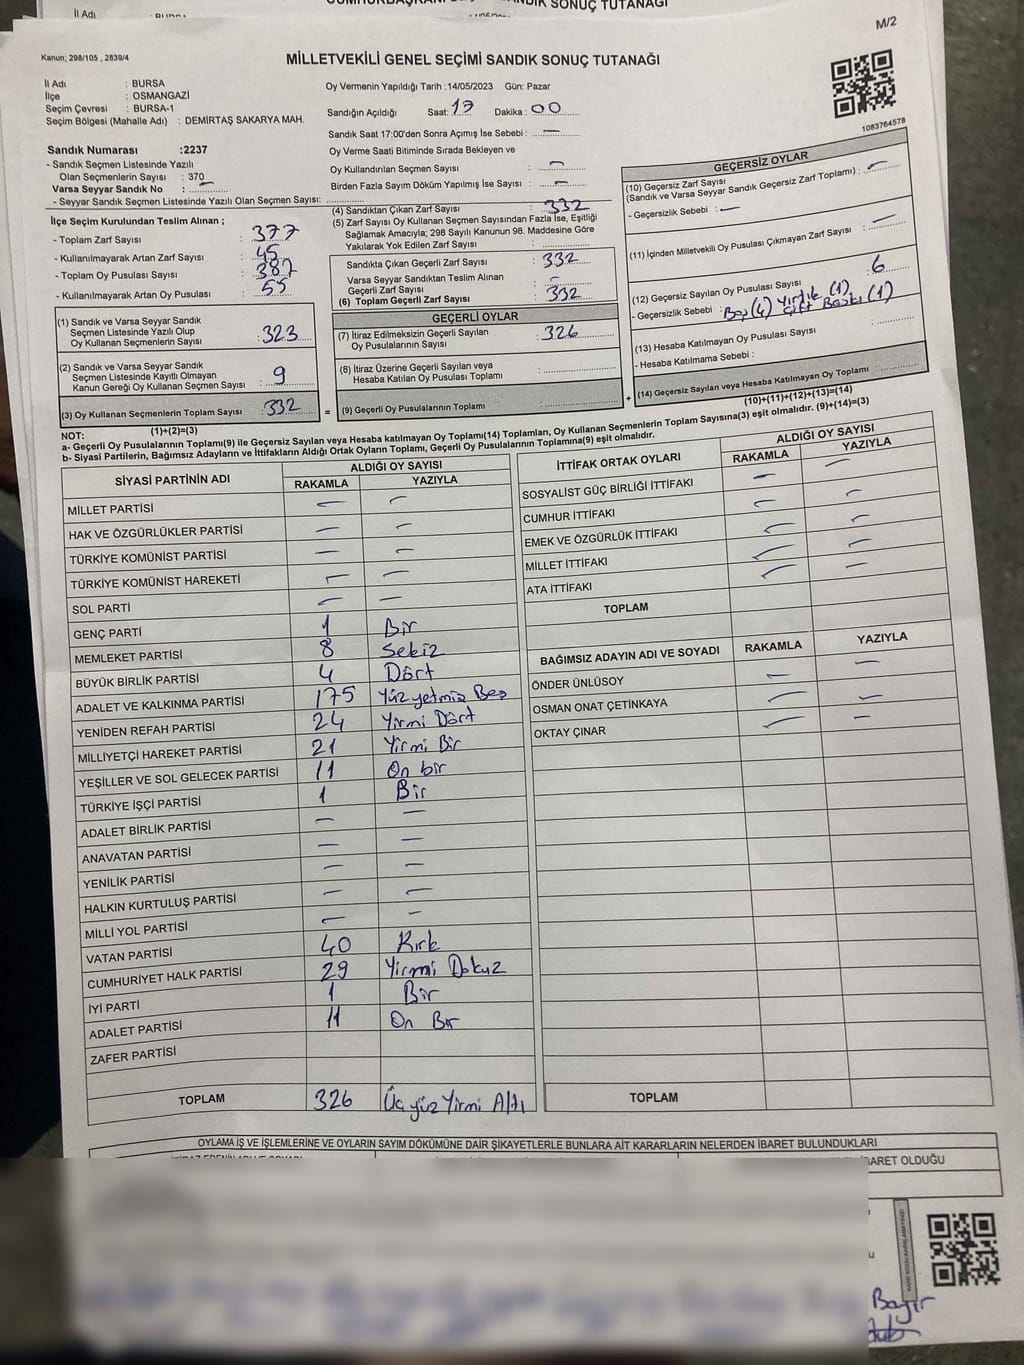 İl Adı
M/2
Kanun; 298/105 , 2839/4
MİLLETVEKİLİ GENEL SEÇİMİ SANDIK SONUÇ TUTANAĞI
İl Adı : BURSA
İlçe : OSMANGAZİ
Seçim Çevresi : BURSA-1
Seçim Bölgesi (Mahalle Adı) : DEMİRTAŞ SAKARYA MAH.
Oy Vermenin Yapıldığı Tarih :14/05/2023 Gün: Pazar
Sandığın Açıldığı Saat: 17 Dakika : 00
Sandık Saat 17:00'den Sonra Açımış İse Sebebi : —
Oy Verme Saati Bitiminde Sırada Bekleyen ve
Oy Kullandırılan Seçmen Sayısı : —
Birden Fazla Sayım Döküm Yapılmış İse Sayısı : —
1083764578
Sandık Numarası :2237
- Sandık Seçmen Listesinde Yazılı
Olan Seçmenlerin Sayısı : 370
Varsa Seyyar Sandık No : —
- Seyyar Sandık Seçmen Listesinde Yazılı Olan Seçmen Sayısı:
İlçe Seçim Kurulundan Teslim Alınan ;
- Toplam Zarf Sayısı : 377
- Kullanılmayarak Artan Zarf Sayısı : 45
- Toplam Oy Pusulası Sayısı : 387
- Kullanılmayarak Artan Oy Pusulası : 55
(1) Sandık ve Varsa Seyyar Sandık
Seçmen Listesinde Yazılı Olup
Oy Kullanan Seçmenlerin Sayısı : 323
(2) Sandık ve Varsa Seyyar Sandık
Seçmen Listesinde Kayıtlı Olmayan
Kanun Gereği Oy Kullanan Seçmen Sayısı : 9
(3) Oy Kullanan Seçmenlerin Toplam Sayısı : 332
(1)+(2)=(3)
(4) Sandıktan Çıkan Zarf Sayısı : 332
(5) Zarf Sayısı Oy Kullanan Seçmen Sayısından Fazla İse, Eşitliği
Sağlamak Amacıyla; 298 Sayılı Kanunun 98. Maddesine Göre
Yakılarak Yok Edilen Zarf Sayısı :
Sandıkta Çıkan Geçerli Zarf Sayısı : 332
Varsa Seyyar Sandıktan Teslim Alınan
Geçerli Zarf Sayısı : —
(6) Toplam Geçerli Zarf Sayısı : 332
GEÇERLİ OYLAR
(7) İtiraz Edilmeksizin Geçerli Sayılan
Oy Pusulalarının Sayısı : 326
(8) İtiraz Üzerine Geçerli Sayılan veya
Hesaba Katılan Oy Pusulası Toplamı :
= (9) Geçerli Oy Pusulalarının Toplamı :
GEÇERSİZ OYLAR
(10) Geçersiz Zarf Sayısı
(Sandık ve Varsa Seyyar Sandık Geçersiz Zarf Toplamı) : —
- Geçersizlik Sebebi : —
(11) İçinden Milletvekili Oy Pusulası Çıkmayan Zarf Sayısı : —
(12) Geçersiz Sayılan Oy Pusulası Sayısı : 6
- Geçersizlik Sebebi : Boş (4) Yırtık (1)
Çift Baskı (1)
(13) Hesaba Katılmayan Oy Pusulası Sayısı :
- Hesaba Katılmama Sebebi :
+ (14) Geçersiz Sayılan veya Hesaba Katılmayan Oy Toplamı :
(10)+(11)+(12)+(13)=(14)
NOT:
a- Geçerli Oy Pusulalarının Toplamı(9) ile Geçersiz Sayılan veya Hesaba katılmayan Oy Toplamı(14) Toplamları, Oy Kullanan Seçmenlerin Toplam Sayısına(3) eşit olmalıdır. (9)+(14)=(3)
b- Siyasi Partilerin, Bağımsız Adayların ve İttifakların Aldığı Ortak Oyların Toplamı, Geçerli Oy Pusulalarının Toplamına(9) eşit olmalıdır.
SİYASİ PARTİNİN ADI ALDIĞI OY SAYISI
RAKAMLA YAZIYLA
MİLLET PARTİSİ — —
HAK VE ÖZGÜRLÜKLER PARTİSİ — —
TÜRKİYE KOMÜNİST PARTİSİ — —
TÜRKİYE KOMÜNİST HAREKETİ — —
SOL PARTİ — —
GENÇ PARTİ 1 Bir
MEMLEKET PARTİSİ 8 Sekiz
BÜYÜK BİRLİK PARTİSİ 4 Dört
ADALET VE KALKINMA PARTİSİ 175 Yüz yetmiş Beş
YENİDEN REFAH PARTİSİ 24 Yirmi Dört
MİLLİYETÇİ HAREKET PARTİSİ 21 Yirmi Bir
YEŞİLLER VE SOL GELECEK PARTİSİ 11 On bir
TÜRKİYE İŞÇİ PARTİSİ 1 Bir
ADALET BİRLİK PARTİSİ — —
ANAVATAN PARTİSİ — —
YENİLİK PARTİSİ — —
HALKIN KURTULUŞ PARTİSİ — —
MİLLİ YOL PARTİSİ — —
VATAN PARTİSİ 40 Kırk
CUMHURİYET HALK PARTİSİ 29 Yirmi Dokuz
İYİ PARTİ 1 Bir
ADALET PARTİSİ 11 On Bir
ZAFER PARTİSİ
TOPLAM 326 Üç yüz Yirmi Altı
İTTİFAK ORTAK OYLARI ALDIĞI OY SAYISI
RAKAMLA YAZIYLA
SOSYALİST GÜÇ BİRLİĞİ İTTİFAKI — —
CUMHUR İTTİFAKI — —
EMEK VE ÖZGÜRLÜK İTTİFAKI — —
MİLLET İTTİFAKI — —
ATA İTTİFAKI — —
TOPLAM
BAĞIMSIZ ADAYIN ADI VE SOYADI RAKAMLA YAZIYLA
ÖNDER ÜNLÜSOY — —
OSMAN ONAT ÇETİNKAYA — —
OKTAY ÇINAR — —
TOPLAM
OYLAMA İŞ VE İŞLEMLERİNE VE OYLARIN SAYIM DÖKÜMÜNE DAİR ŞİKAYETLERLE BUNLARA AİT KARARLARIN NELERDEN İBARET BULUNDUKLARI
BARET OLDUĞU